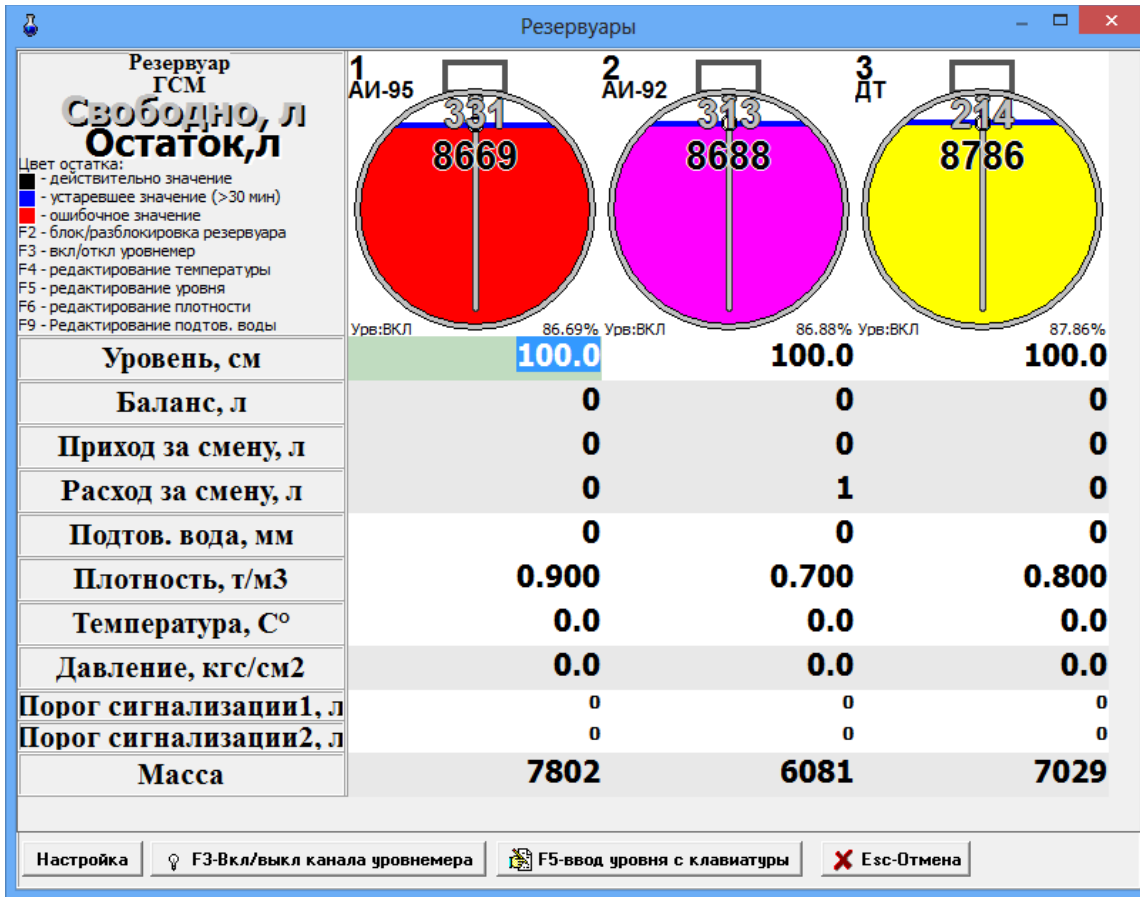 Резервуары
Резервуар
ГСМ
Свободно, л
Остаток,л
Цвет остатка:
- действительно значение
- устаревшее значение (>30 мин)
- ошибочное значение
F2 - блок/разблокировка резервуара
F3 - вкл/откл уровнемер
F4 - редактирование температуры
F5 - редактирование уровня
F6 - редактирование плотности
F9 - Редактирование подтов. воды
1
АИ-95
331
8669
Урв:ВКЛ 86.69%
2
АИ-92
313
8688
Урв:ВКЛ 86.88%
3
ДТ
214
8786
Урв:ВКЛ 87.86%
Уровень, см 100.0 100.0 100.0
Баланс, л 0 0 0
Приход за смену, л 0 0 0
Расход за смену, л 0 1 0
Подтов. вода, мм 0 0 0
Плотность, т/м3 0.900 0.700 0.800
Температура, С° 0.0 0.0 0.0
Давление, кгс/см2 0.0 0.0 0.0
Порог сигнализации1, л 0 0 0
Порог сигнализации2, л 0 0 0
Масса 7802 6081 7029
Настройка F3-Вкл/выкл канала уровнемера F5-ввод уровня с клавиатуры Esc-Отмена